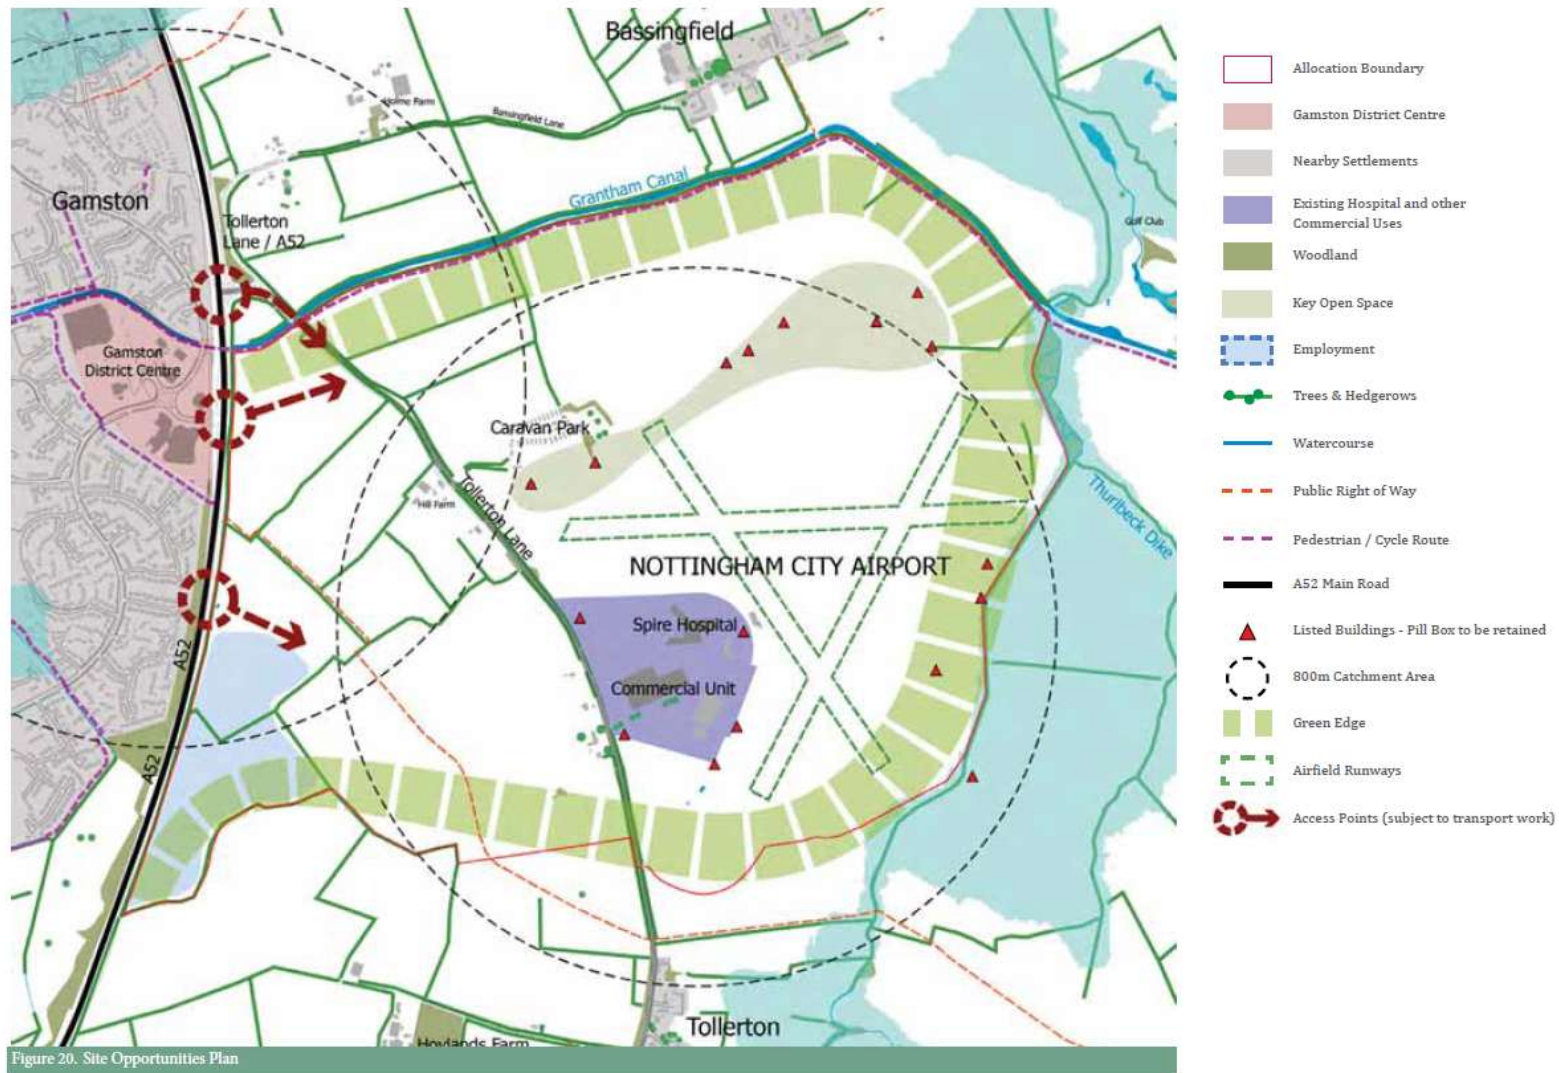 Bassingfield
Holme Farm
Bassingfield Lane
Gamston
Grantham Canal
Tollerton
Lane / A52
Golf Club
Gamston
District Centre
Caravan Park
Hill Farm
Tollerton Lane
Thurlbeck Dike
NOTTINGHAM CITY AIRPORT
Spire Hospital
A52
Commercial Unit
A52
Tollerton
Hoylands Farm
Figure 20. Site Opportunities Plan
Allocation Boundary
Gamston District Centre
Nearby Settlements
Existing Hospital and other
Commercial Uses
Woodland
Key Open Space
Employment
Trees & Hedgerows
Watercourse
Public Right of Way
Pedestrian / Cycle Route
A52 Main Road
Listed Buildings - Pill Box to be retained
800m Catchment Area
Green Edge
Airfield Runways
Access Points (subject to transport work)